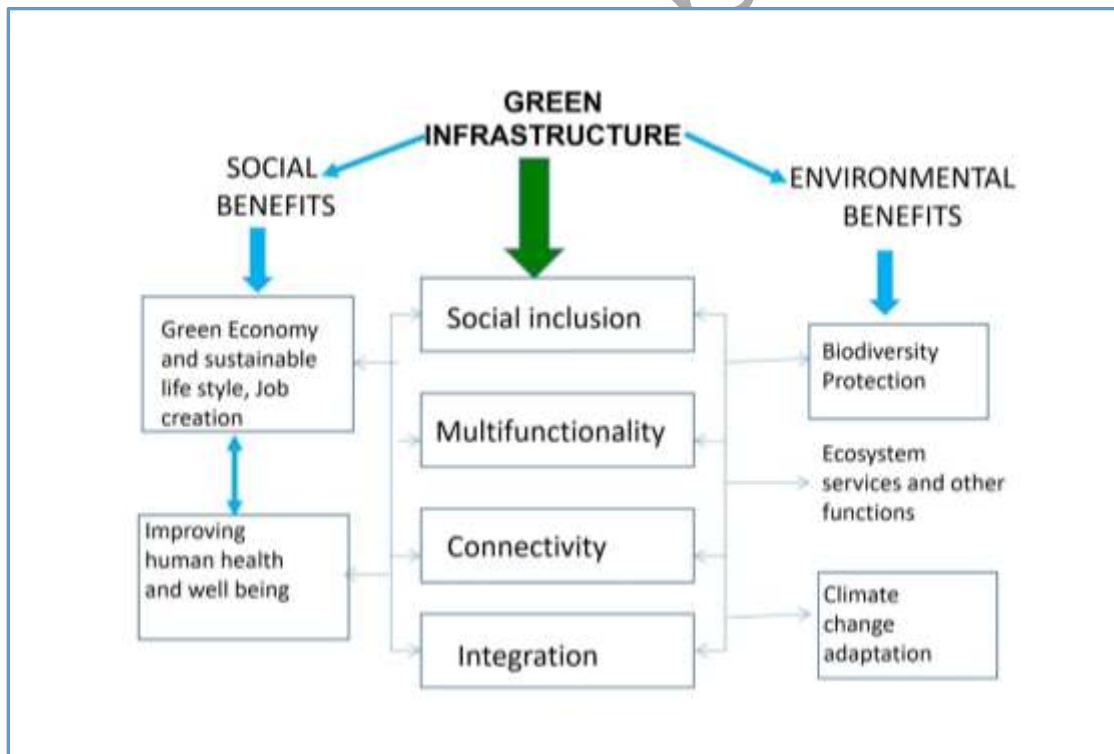 GREEN
INFRASTRUCTURE
SOCIAL
BENEFITS
ENVIRONMENTAL
BENEFITS
Green Economy
and sustainable
life style, Job
creation
Improving
human health
and well being
Social inclusion
Multifunctionality
Connectivity
Integration
Biodiversity
Protection
Ecosystem
services and other
functions
Climate
change
adaptation